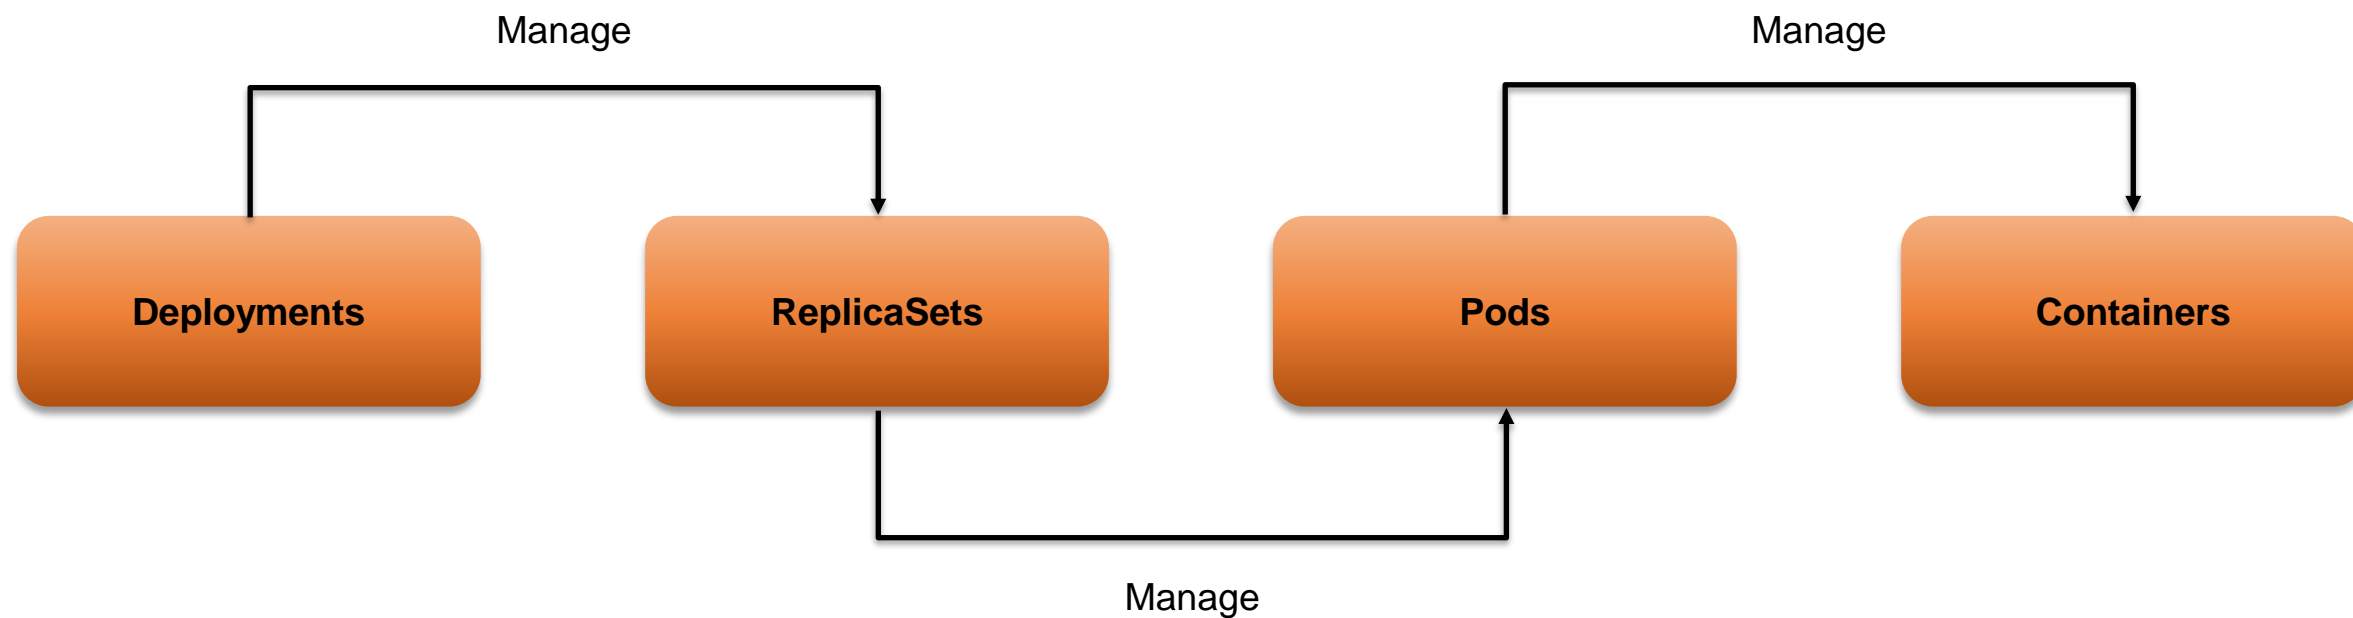 Manage
Manage
Deployments
ReplicaSets
Pods
Containers
Manage